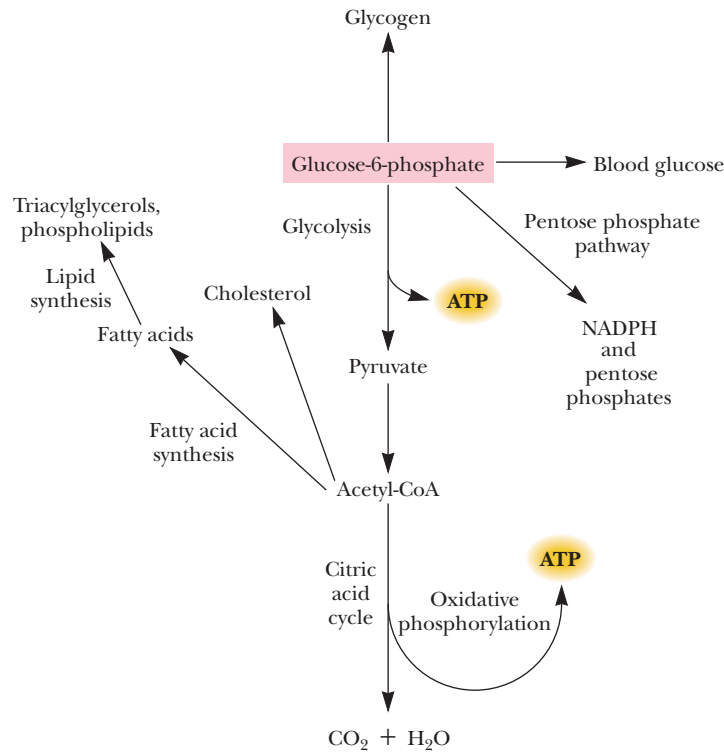 Glycogen
Glucose-6-phosphate
Blood glucose
Glycolysis
Pentose phosphate
pathway
Triacylglycerols,
phospholipids
Lipid
synthesis
Cholesterol
ATP
Fatty acids
NADPH
and
pentose
phosphates
Pyruvate
Fatty acid
synthesis
Acetyl-CoA
Citric
acid
cycle
Oxidative
phosphorylation
ATP
CO₂ + H₂O